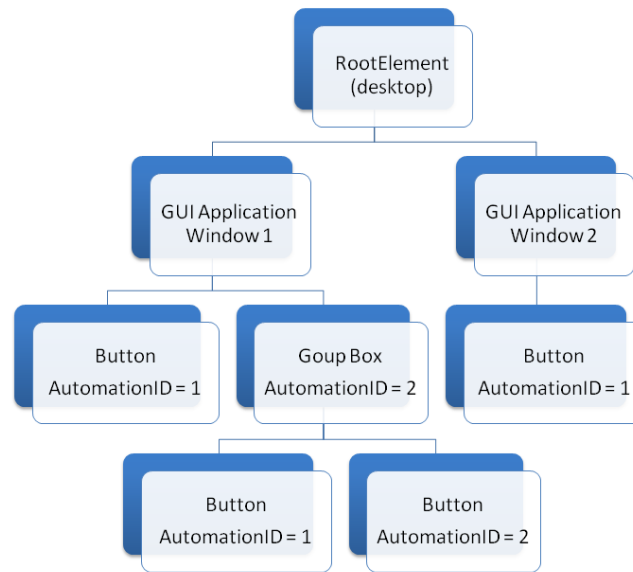 RootElement
(desktop)
GUI Application
Window 1
GUI Application
Window 2
Button
AutomationID = 1
Goup Box
AutomationID = 2
Button
AutomationID = 1
Button
AutomationID = 1
Button
AutomationID = 2